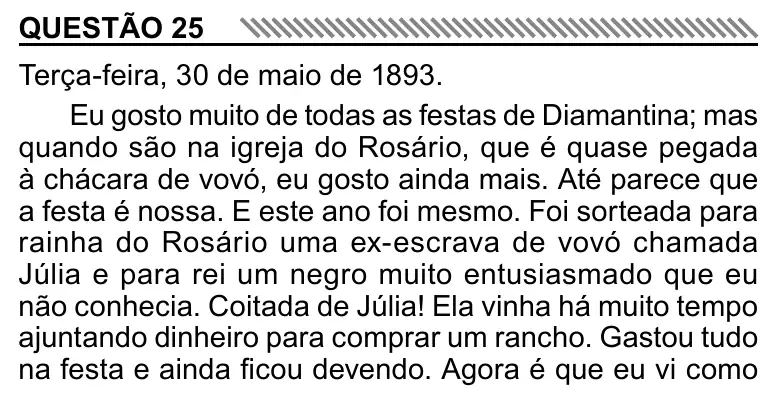 QUESTÃO 25
Terça-feira, 30 de maio de 1893.
Eu gosto muito de todas as festas de Diamantina; mas
quando são na igreja do Rosário, que é quase pegada
à chácara de vovó, eu gosto ainda mais. Até parece que
a festa é nossa. E este ano foi mesmo. Foi sorteada para
rainha do Rosário uma ex-escrava de vovó chamada
Júlia e para rei um negro muito entusiasmado que eu
não conhecia. Coitada de Júlia! Ela vinha há muito tempo
ajuntando dinheiro para comprar um rancho. Gastou tudo
na festa e ainda ficou devendo. Agora é que eu vi como